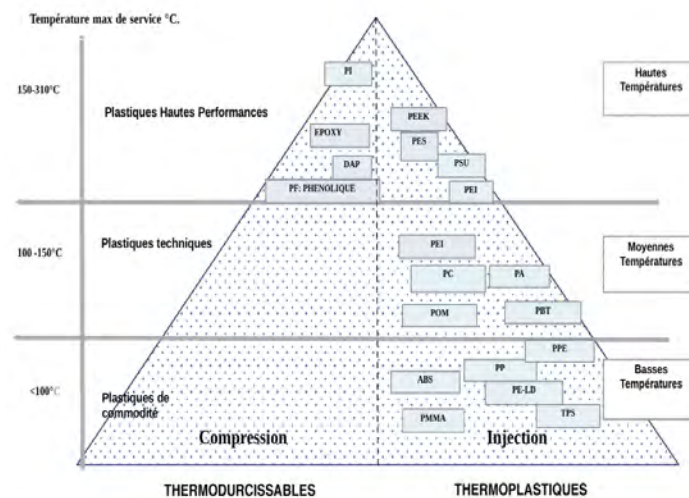 Température max de service °C.
150-310°C
Plastiques Hautes Performances
PI
Hautes
Températures
EPOXY
PEEK
PES
DAP
PSU
PF: PHENOLIQUE
PEI
100 -150°C
Plastiques techniques
PEI
Moyennes
Températures
PC
PA
POM
PBT
PPE
<100°C
Plastiques de
commodité
ABS
PP
PE-LD
Basses
Températures
PMMA
TPS
Compression
Injection
THERMODURCISSABLES
THERMOPLASTIQUES